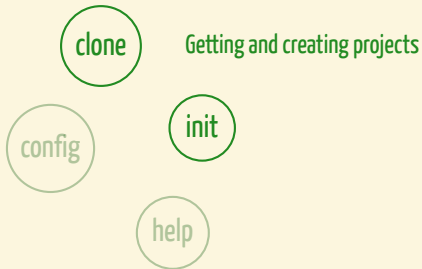 clone
Getting and creating projects
init
config
help